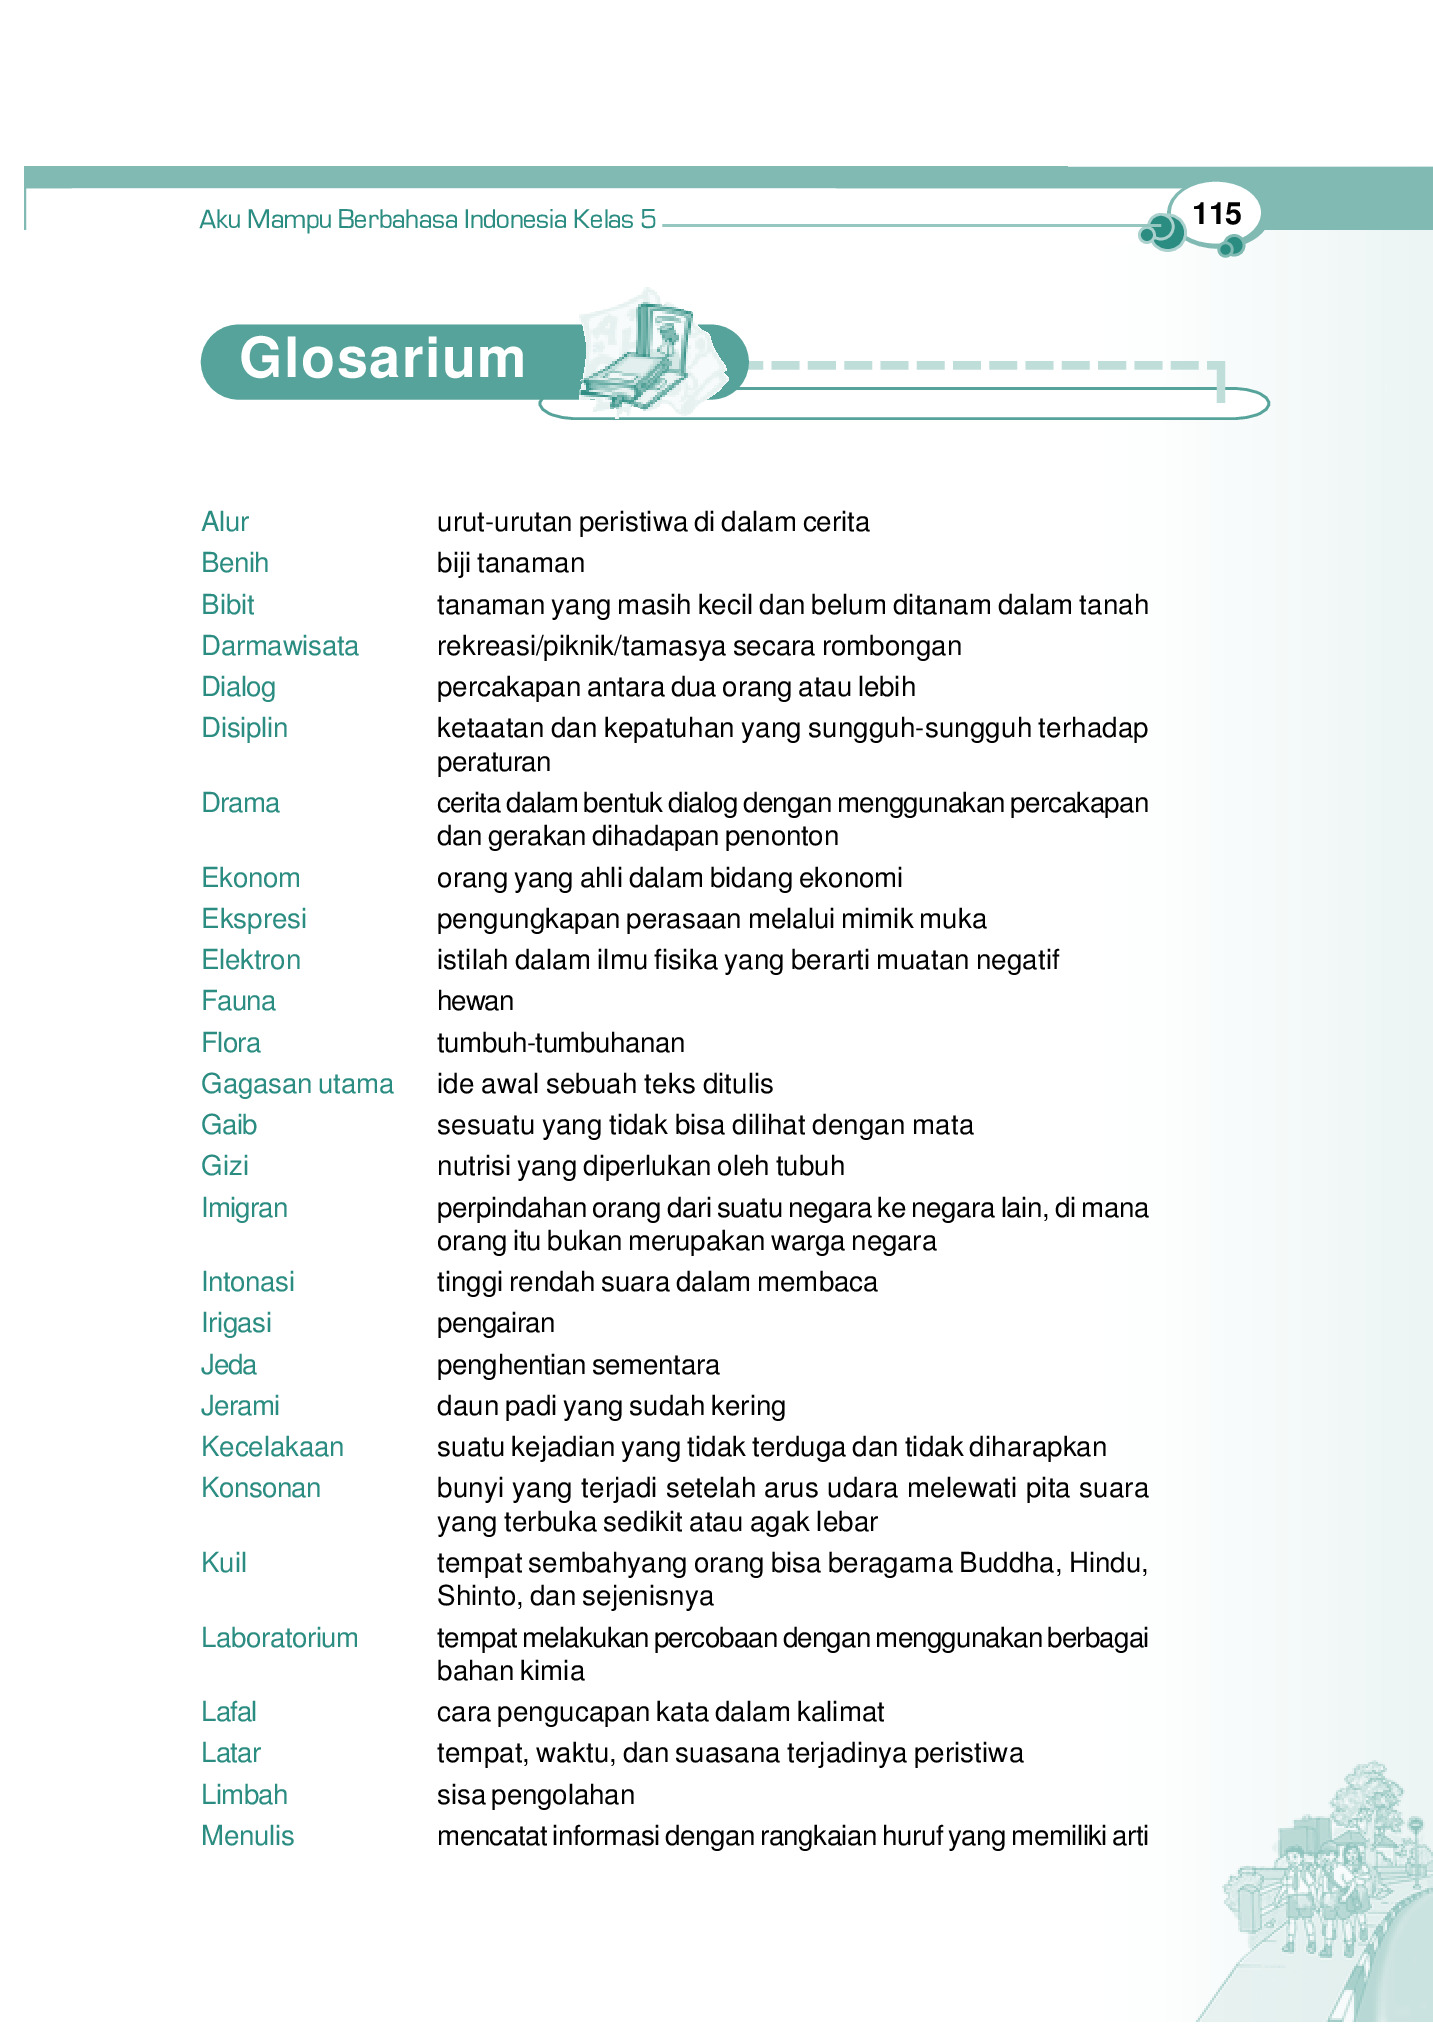 Aku Mampu Berbahasa Indonesia Kelas 5 115
Glosarium
Alur urut-urutan peristiwa di dalam cerita
Benih biji tanaman
Bibit tanaman yang masih kecil dan belum ditanam dalam tanah
Darmawisata rekreasi/piknik/tamasya secara rombongan
Dialog percakapan antara dua orang atau lebih
Disiplin ketaatan dan kepatuhan yang sungguh-sungguh terhadap
peraturan
Drama cerita dalam bentuk dialog dengan menggunakan percakapan
dan gerakan dihadapan penonton
Ekonom orang yang ahli dalam bidang ekonomi
Ekspresi pengungkapan perasaan melalui mimik muka
Elektron istilah dalam ilmu fisika yang berarti muatan negatif
Fauna hewan
Flora tumbuh-tumbuhanan
Gagasan utama ide awal sebuah teks ditulis
Gaib sesuatu yang tidak bisa dilihat dengan mata
Gizi nutrisi yang diperlukan oleh tubuh
Imigran perpindahan orang dari suatu negara ke negara lain, di mana
orang itu bukan merupakan warga negara
Intonasi tinggi rendah suara dalam membaca
Irigasi pengairan
Jeda penghentian sementara
Jerami daun padi yang sudah kering
Kecelakaan suatu kejadian yang tidak terduga dan tidak diharapkan
Konsonan bunyi yang terjadi setelah arus udara melewati pita suara
yang terbuka sedikit atau agak lebar
Kuil tempat sembahyang orang bisa beragama Buddha, Hindu,
Shinto, dan sejenisnya
Laboratorium tempat melakukan percobaan dengan menggunakan berbagai
bahan kimia
Lafal cara pengucapan kata dalam kalimat
Latar tempat, waktu, dan suasana terjadinya peristiwa
Limbah sisa pengolahan
Menulis mencatat informasi dengan rangkaian huruf yang memiliki arti